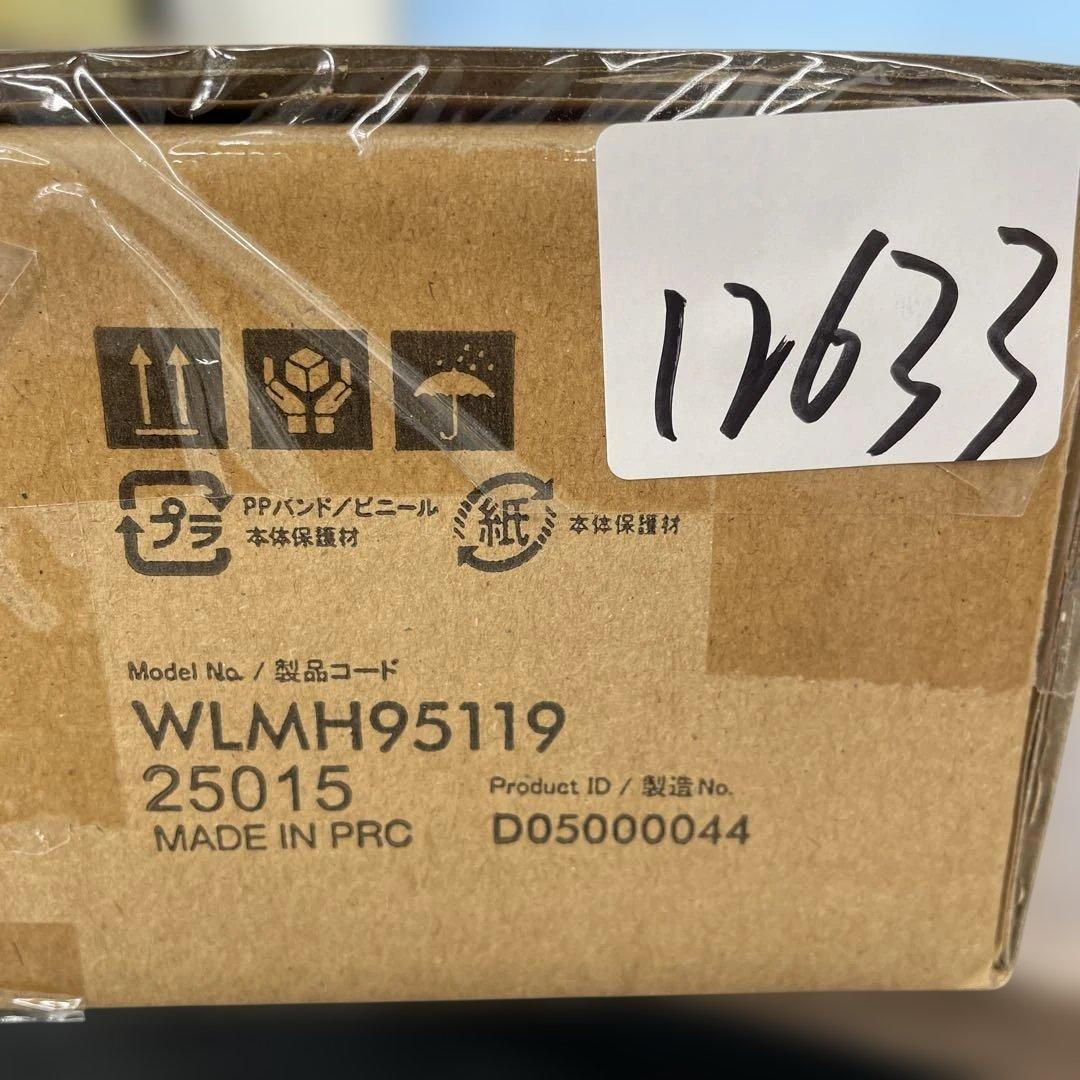 12633
プラ
PPバンド/ビニール
本体保護材
紙
本体保護材
Model No. / 製品コード
WLMH95119
25015
MADE IN PRC
Product ID / 製造No.
D05000044